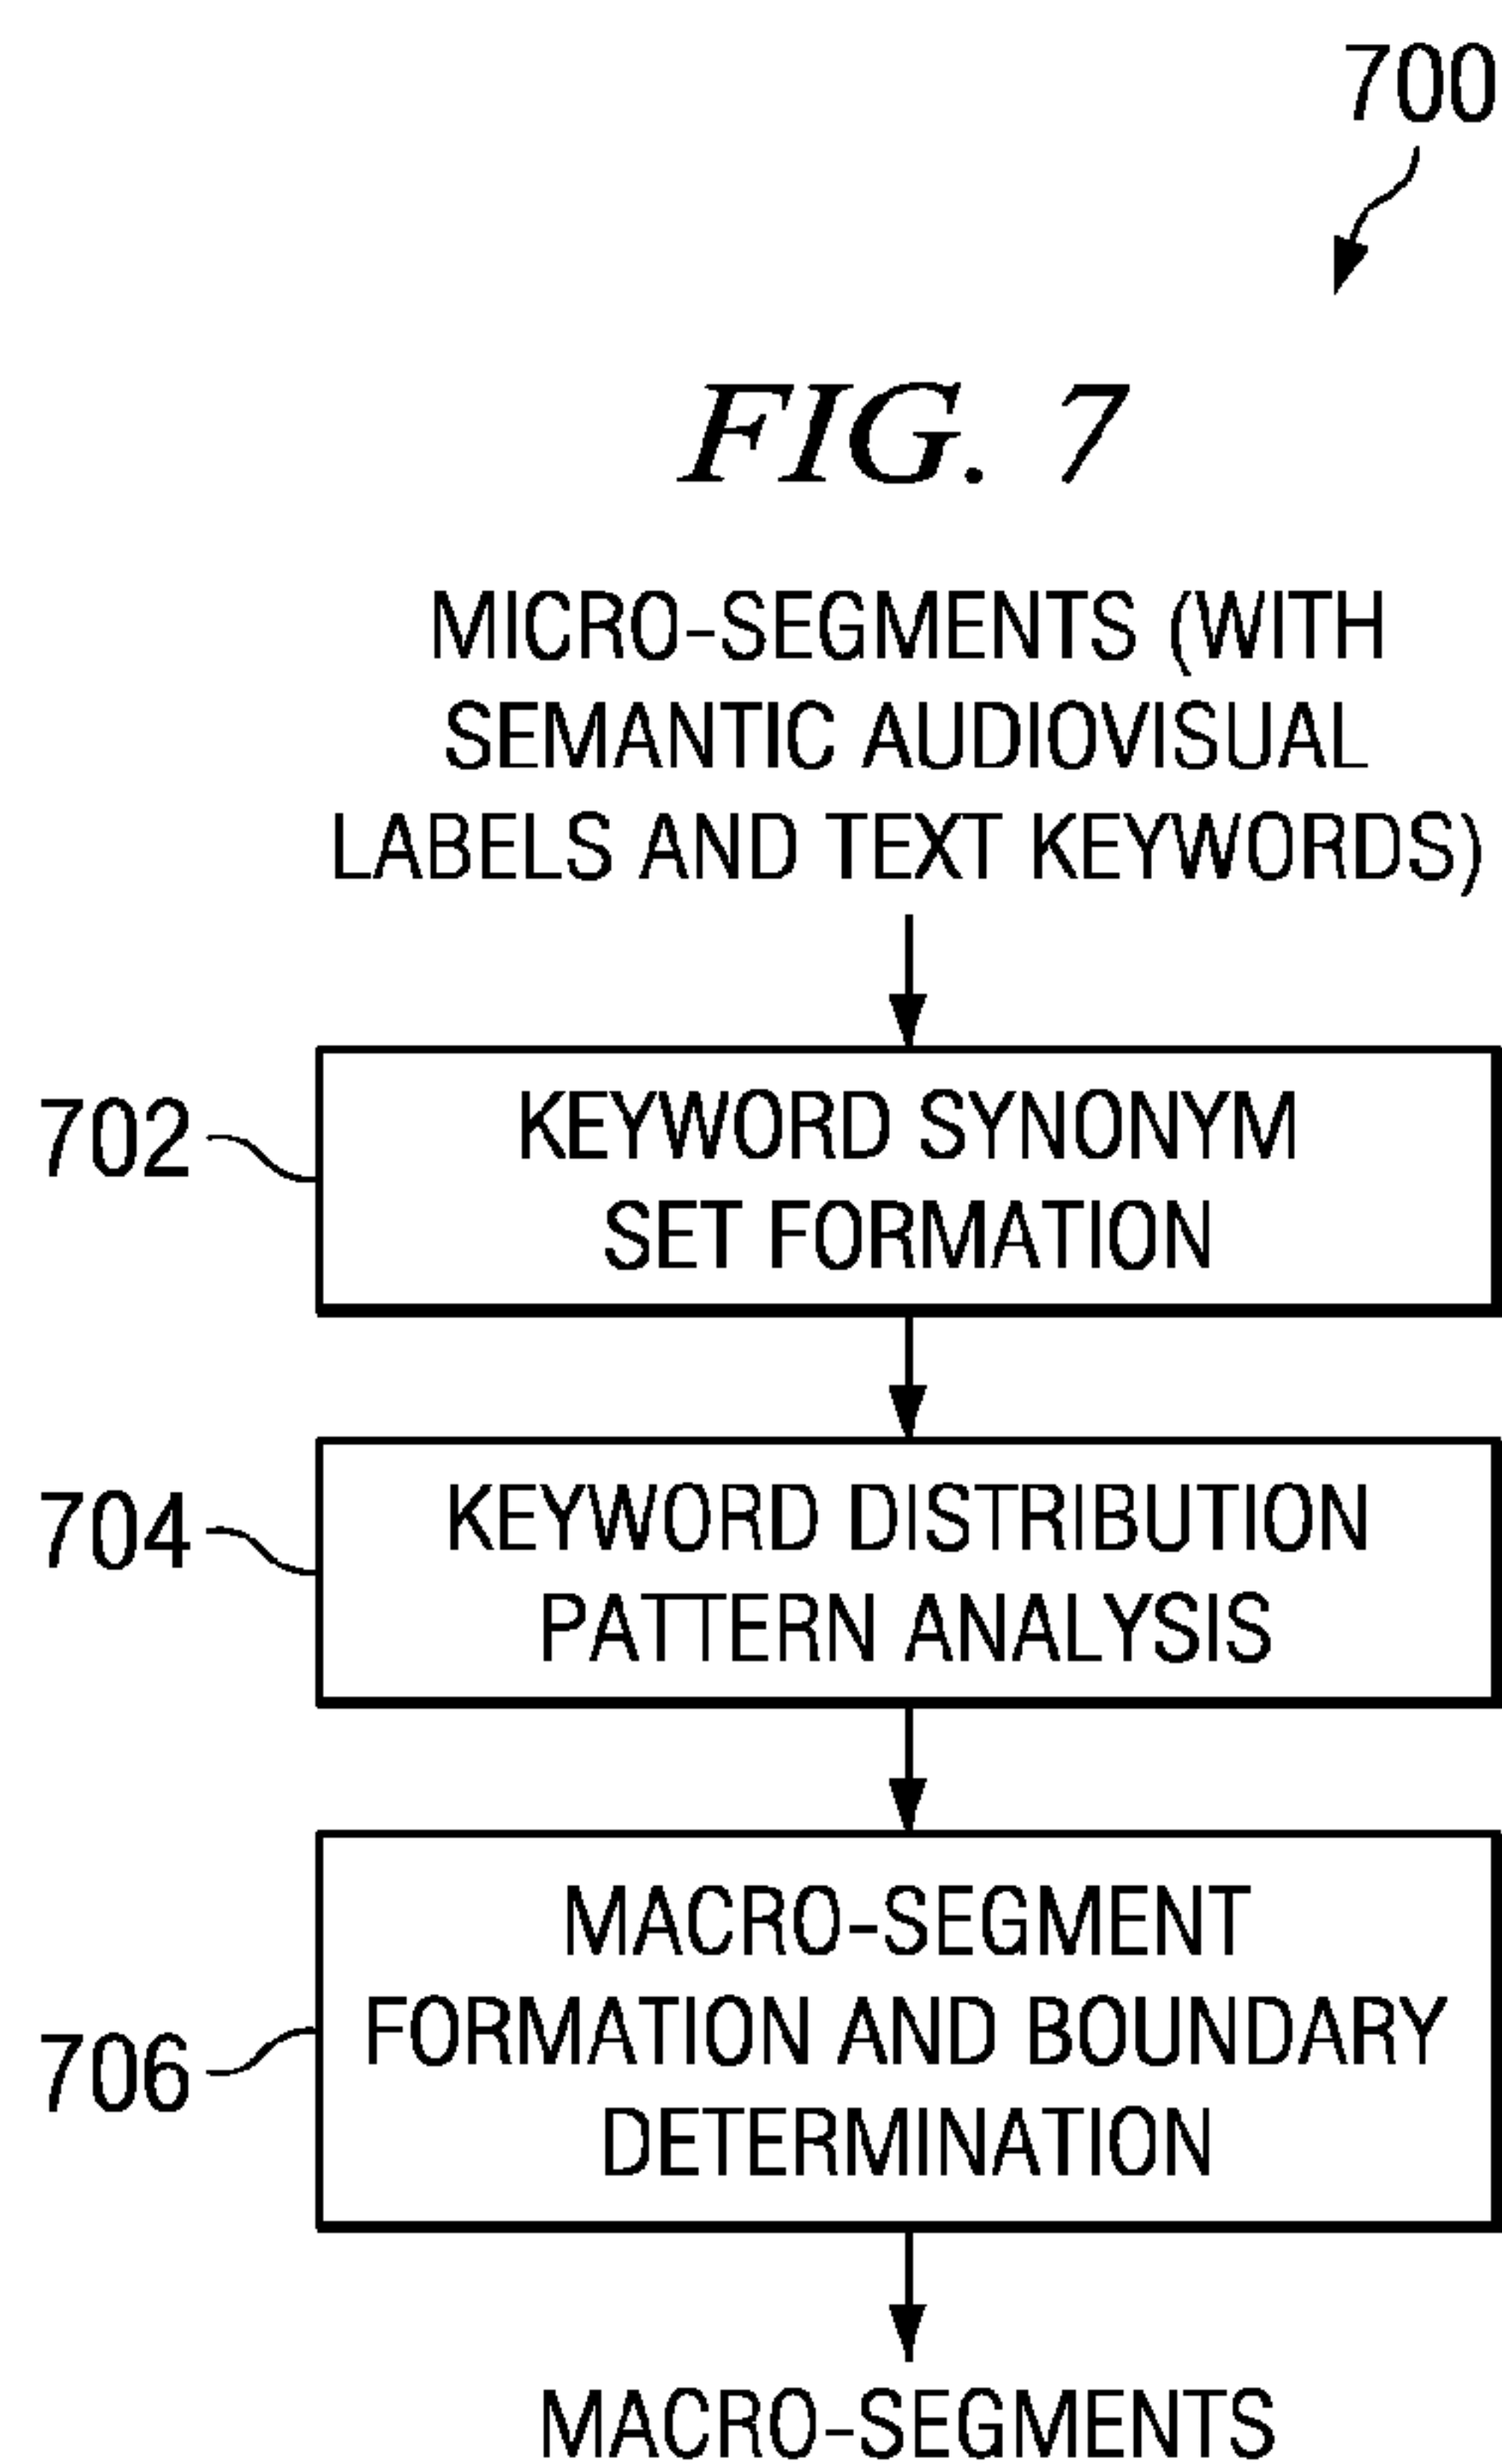 700
FIG. 7
MICRO-SEGMENTS (WITH
SEMANTIC AUDIOVISUAL
LABELS AND TEXT KEYWORDS)
702
KEYWORD SYNONYM
SET FORMATION
704
KEYWORD DISTRIBUTION
PATTERN ANALYSIS
706
MACRO-SEGMENT
FORMATION AND BOUNDARY
DETERMINATION
MACRO-SEGMENTS